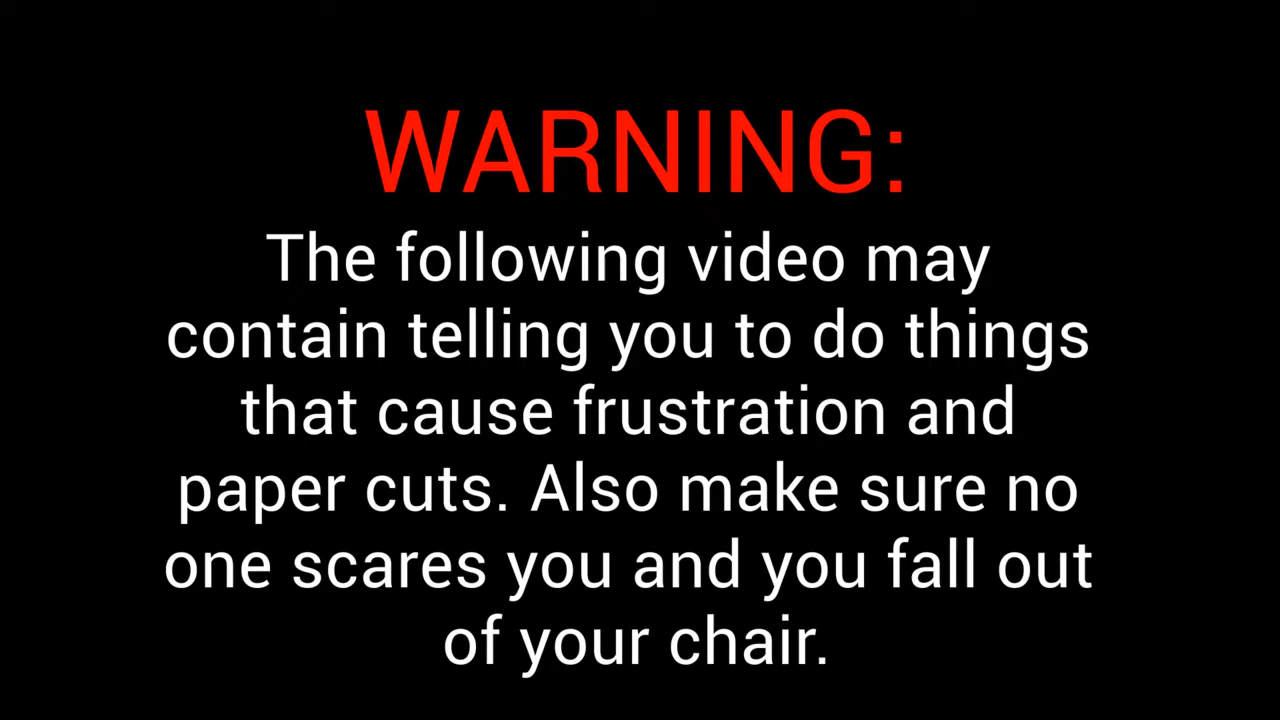 WARNING:
The following video may
contain telling you to do things
that cause frustration and
paper cuts. Also make sure no
one scares you and you fall out
of your chair.